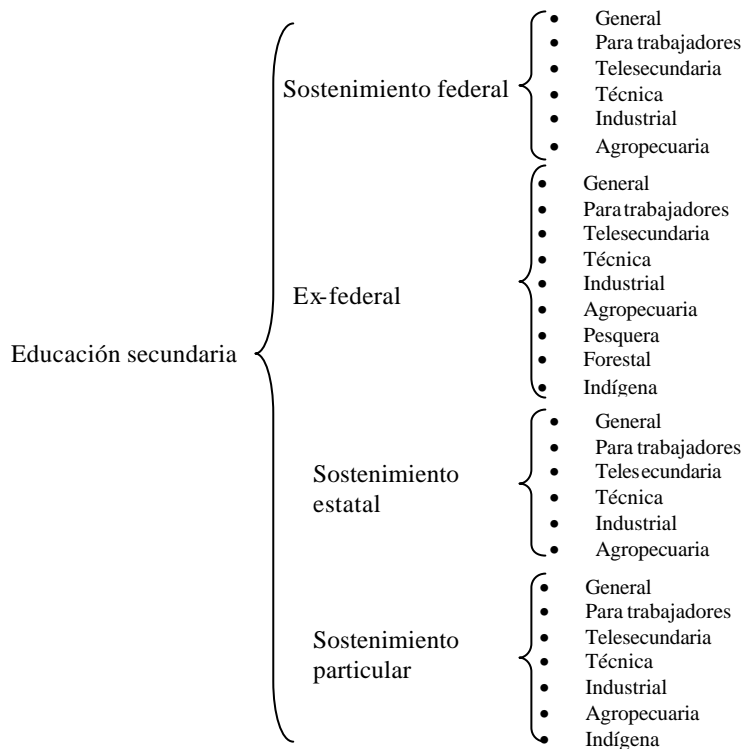 Educación secundaria
Sostenimiento federal
• General
• Para trabajadores
• Telesecundaria
• Técnica
• Industrial
• Agropecuaria
Ex-federal
• General
• Para trabajadores
• Telesecundaria
• Técnica
• Industrial
• Agropecuaria
• Pesquera
• Forestal
• Indígena
Sostenimiento
estatal
• General
• Para trabajadores
• Telesecundaria
• Técnica
• Industrial
• Agropecuaria
Sostenimiento
particular
• General
• Para trabajadores
• Telesecundaria
• Técnica
• Industrial
• Agropecuaria
• Indígena